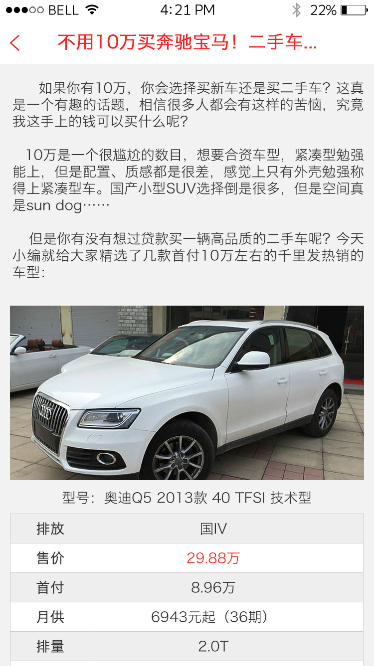 BELL 4:21 PM 22%
不用10万买奔驰宝马！二手车...
如果你有10万，你会选择买新车还是买二手车？这真
是一个有趣的话题，相信很多人都会有这样的苦恼，究竟
我这手上的钱可以买什么呢？
10万是一个很尴尬的数目，想要合资车型，紧凑型勉强
能上，但是配置、质感都是很差，感觉上只有外壳勉强称
得上紧凑型车。国产小型SUV选择倒是很多，但是空间真
是sun dog……
但是你有没有想过贷款买一辆高品质的二手车呢？今天
小编就给大家精选了几款首付10万左右的千里发热销的
车型：
型号：奥迪Q5 2013款 40 TFSI 技术型
排放 国IV
售价 29.88万
首付 8.96万
月供 6943元起（36期）
排量 2.0T